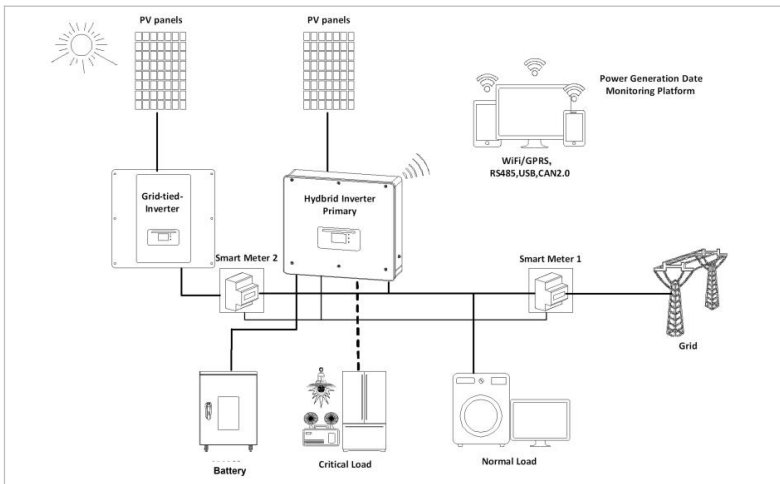 PV panels
PV panels
Power Generation Date
Monitoring Platform
WiFi/GPRS,
RS485,USB,CAN2.0
Grid-tied-
Inverter
Hydbrid Inverter
Primary
Smart Meter 2
Smart Meter 1
Grid
Battery
Critical Load
Normal Load